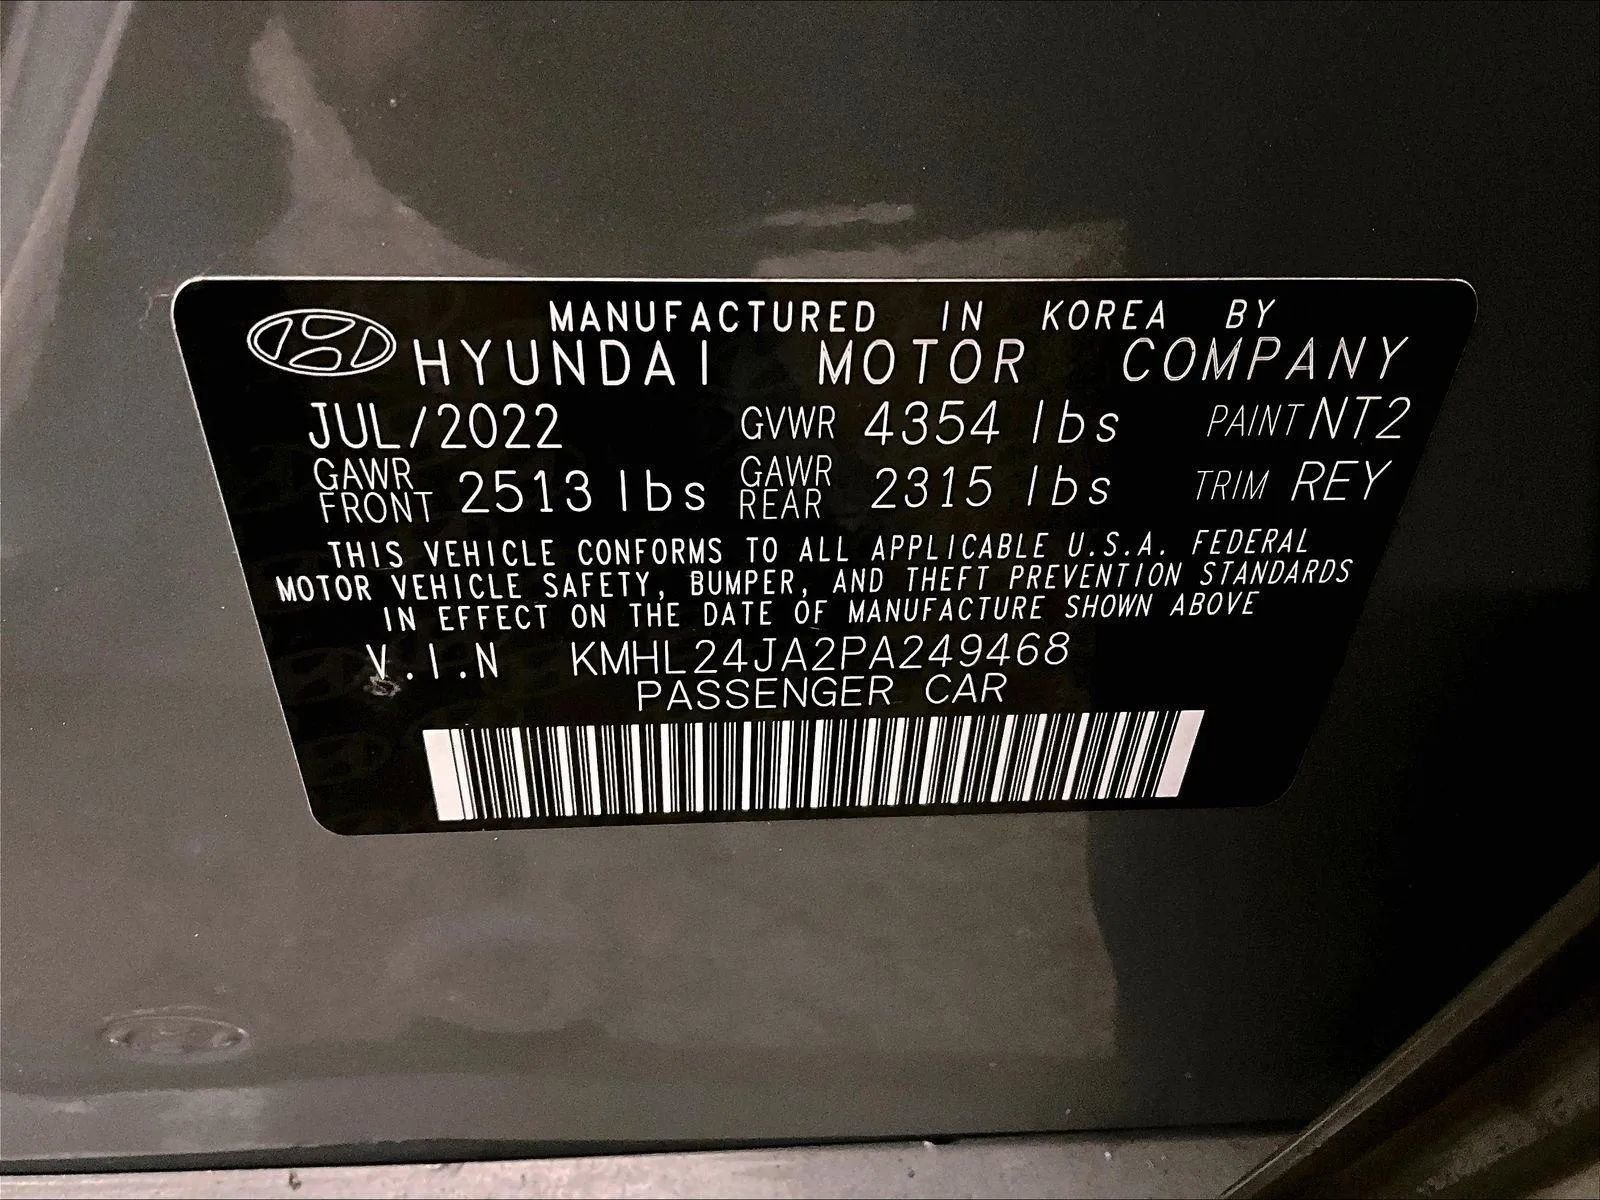 MANUFACTURED IN KOREA BY
HYUNDAI MOTOR COMPANY
JUL/2022 GVWR 4354 lbs PAINT NT2
GAWR FRONT 2513 lbs GAWR REAR 2315 lbs TRIM REY
THIS VEHICLE CONFORMS TO ALL APPLICABLE U.S.A. FEDERAL
MOTOR VEHICLE SAFETY, BUMPER, AND THEFT PREVENTION STANDARDS
IN EFFECT ON THE DATE OF MANUFACTURE SHOWN ABOVE
V.I.N KMHL24JA2PA249468
PASSENGER CAR